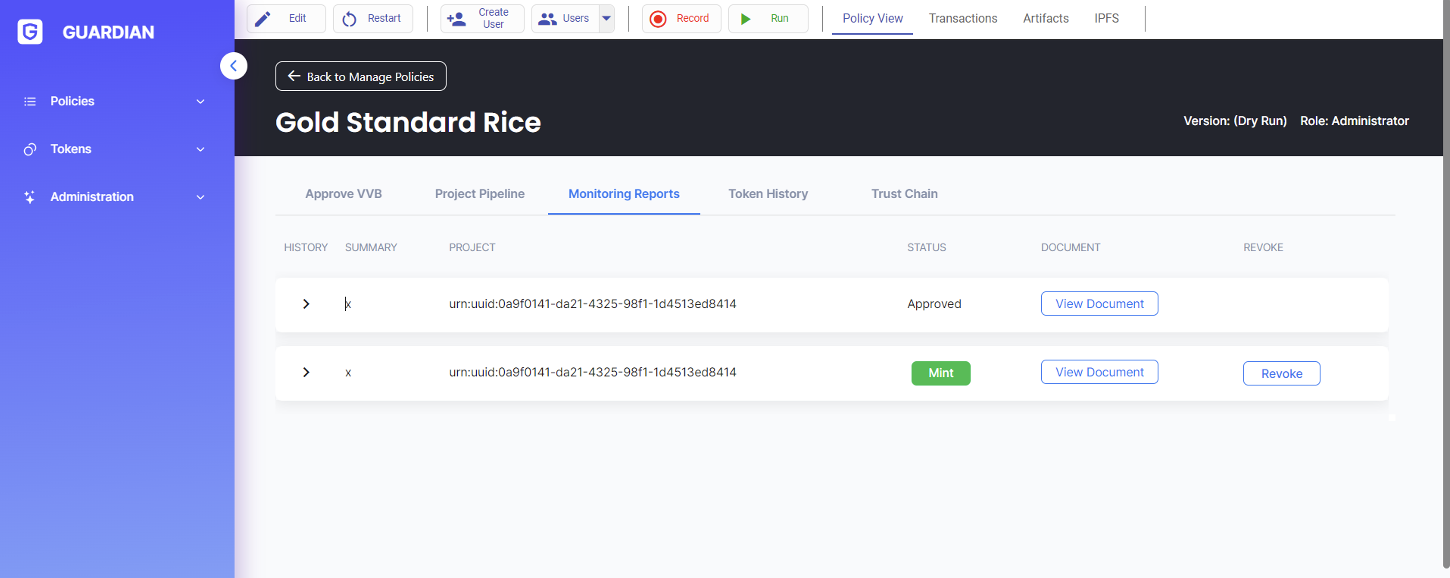 GUARDIAN
Policies
Tokens
Administration
Edit
Restart
Create
User
Users
Record
Run
Policy View
Transactions
Artifacts
IPFS
Back to Manage Policies
Gold Standard Rice
Version: (Dry Run) Role: Administrator
Approve VVB
Project Pipeline
Monitoring Reports
Token History
Trust Chain
HISTORY SUMMARY PROJECT STATUS DOCUMENT REVOKE
x urn:uuid:0a9f0141-da21-4325-98f1-1d4513ed8414 Approved View Document
x urn:uuid:0a9f0141-da21-4325-98f1-1d4513ed8414 Mint View Document Revoke